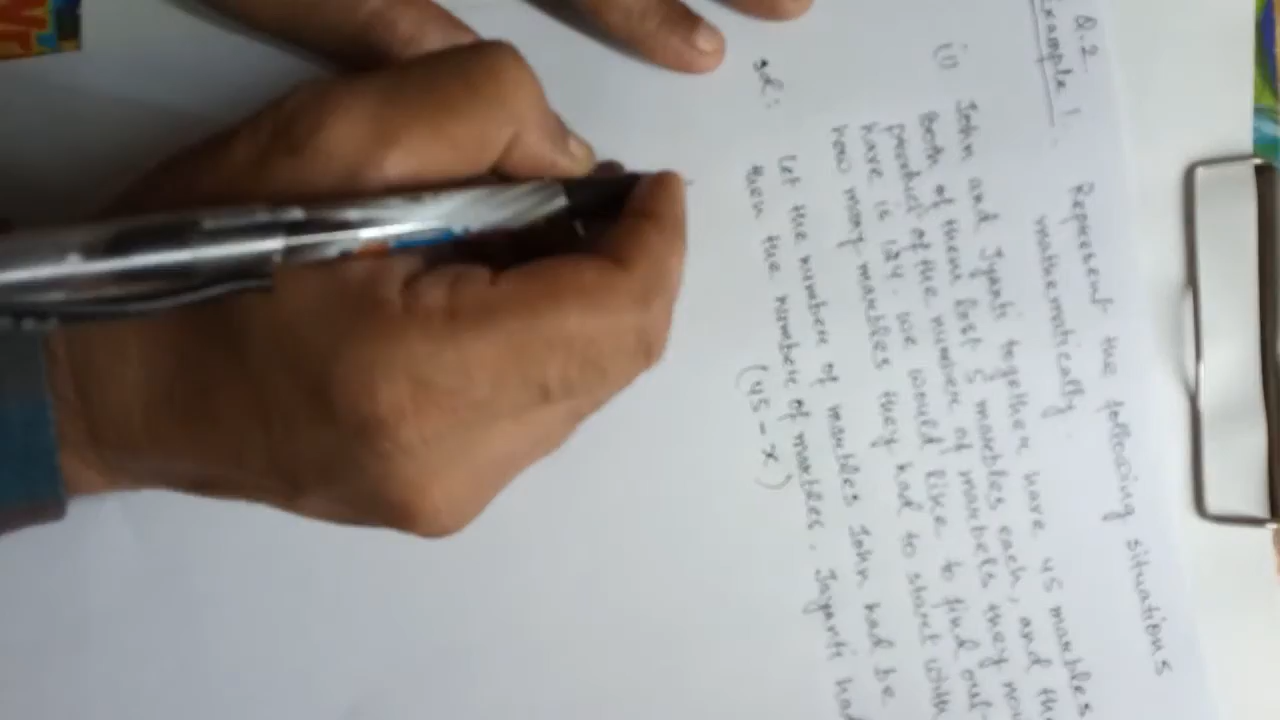 Q.2
Example 1. Represent the following situations
mathematically.
(i) John and Jyanti together have 45 marbles
Both of them lost 5 marbles each, and the
product of the number of marbels they now
have is 124. we would like to find out
how many marbles they had to start with
sol: Let the number of marbles John had be
then the number of marbles. Jayanti had
(45-x)